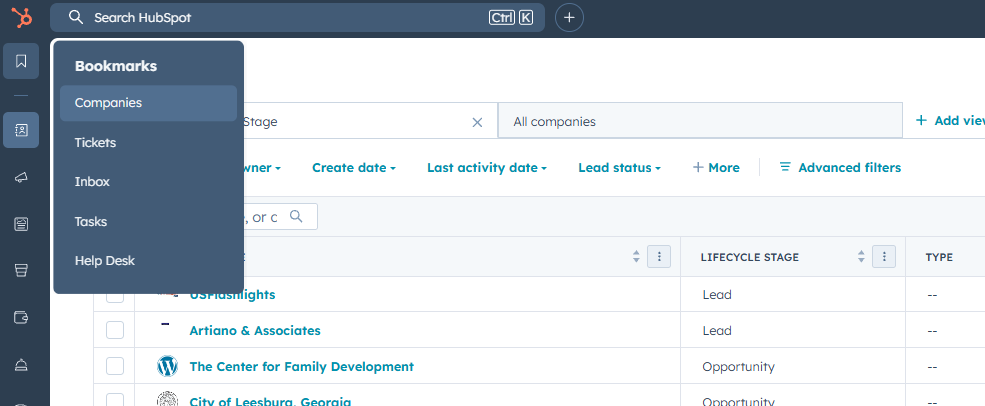 Search HubSpot Ctrl K
Bookmarks
Companies
Tickets
Inbox
Tasks
Help Desk
Stage All companies + Add view
wner Create date Last activity date Lead status + More Advanced filters
, or c
LIFECYCLE STAGE TYPE
USFlashlights Lead --
Artiano & Associates Lead --
The Center for Family Development Opportunity --
City of Leesburg, Georgia Opportunity --